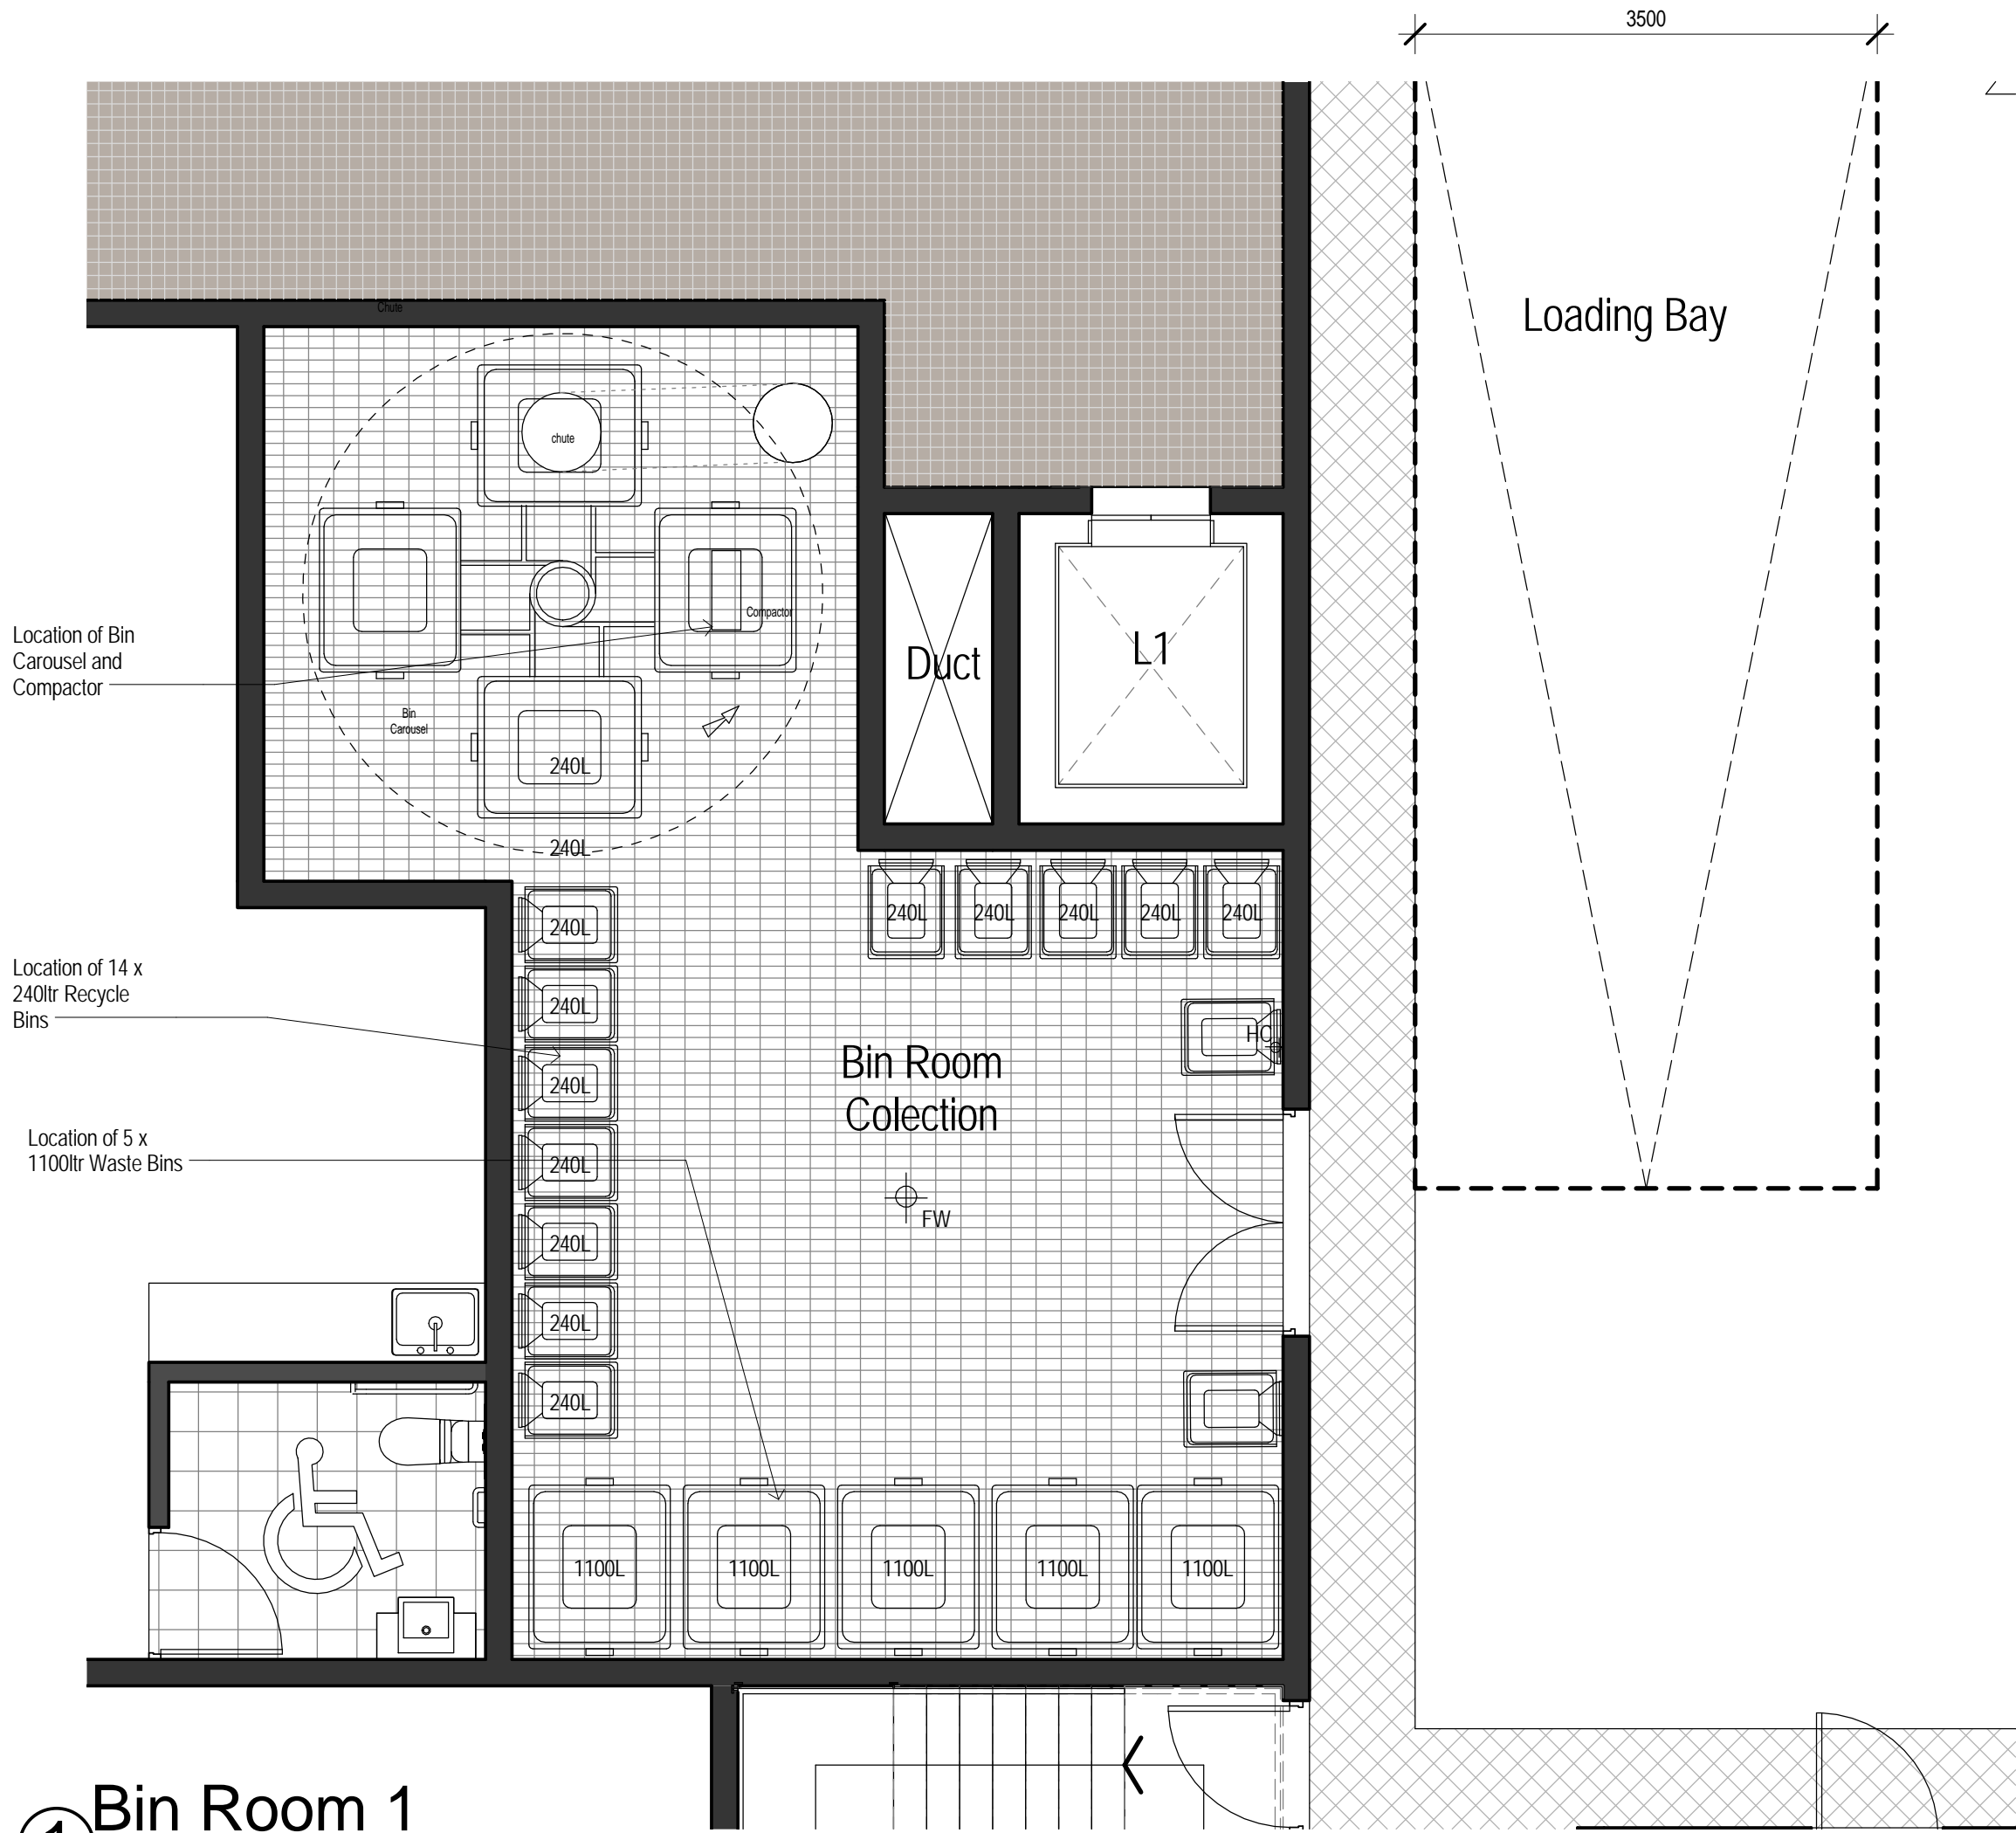 3500
Chute
Loading Bay
chute
Compactor
Location of Bin
Carousel and
Compactor
L1
Duct
Bin
Carousel
240L
240L
240L
240L
240L
240L
240L
240L
Location of 14 x
240ltr Recycle
Bins
240L
240L
HC
Bin Room
Colection
240L
Location of 5 x
1100ltr Waste Bins
240L
FW
240L
240L
240L
1100L
1100L
1100L
1100L
1100L
Bin Room 1
1